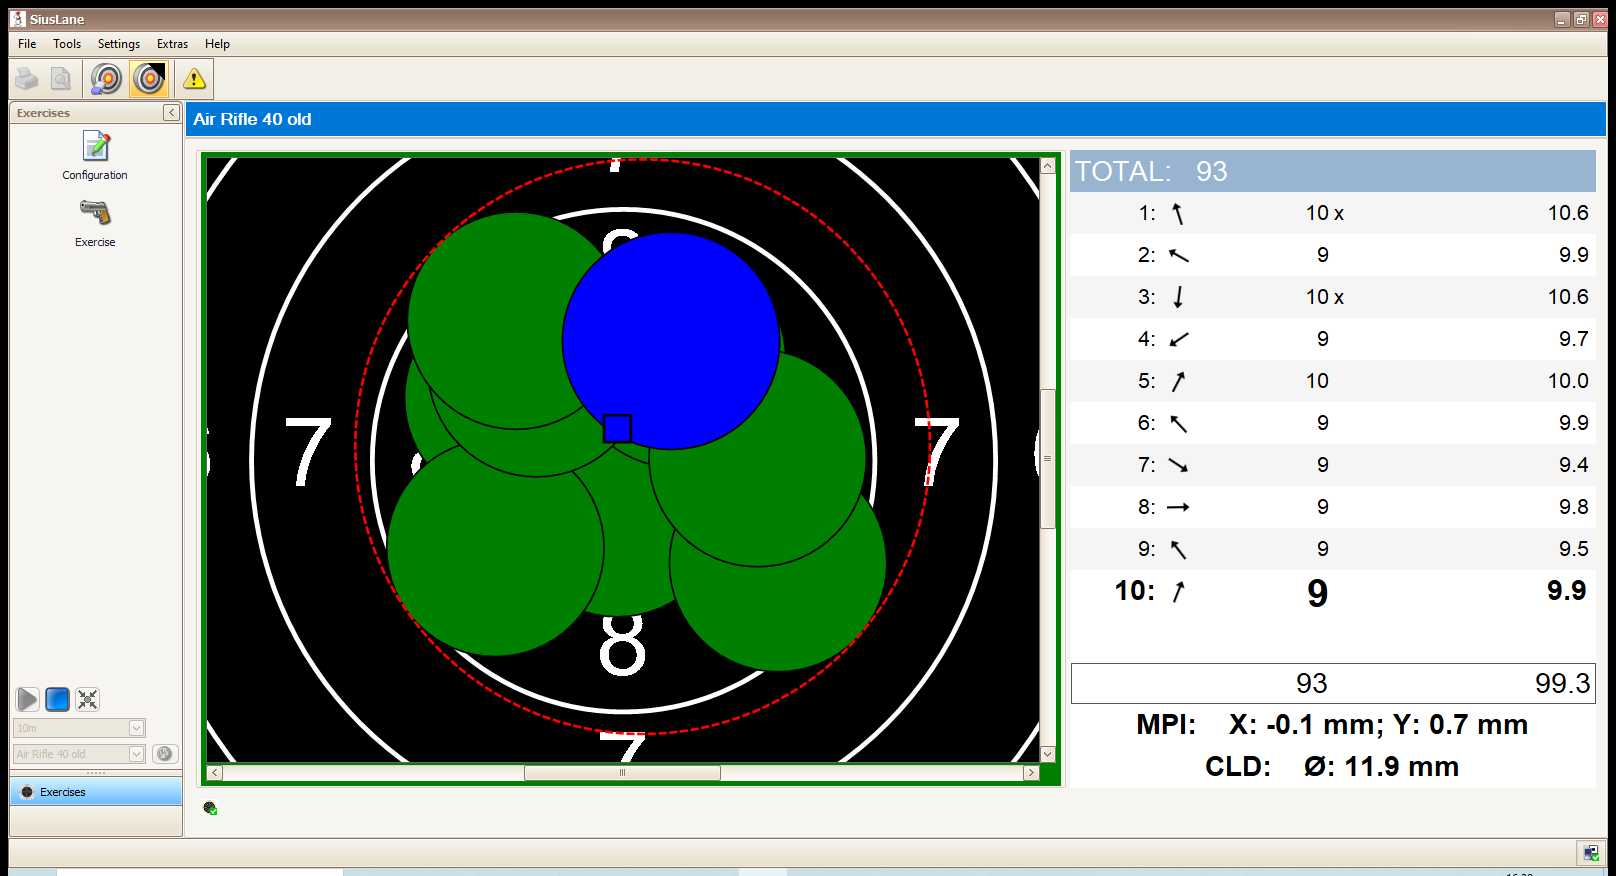 SiusLane
File Tools Settings Extras Help
Exercises
Configuration
Exercise
10m
Air Rifle 40 old
Exercises
Air Rifle 40 old
7
7
8
7
TOTAL: 93
1: 10 x 10.6
2: 9 9.9
3: 10 x 10.6
4: 9 9.7
5: 10 10.0
6: 9 9.9
7: 9 9.4
8: 9 9.8
9: 9 9.5
10: 9 9.9
93 99.3
MPI: X: -0.1 mm; Y: 0.7 mm
CLD: Ø: 11.9 mm